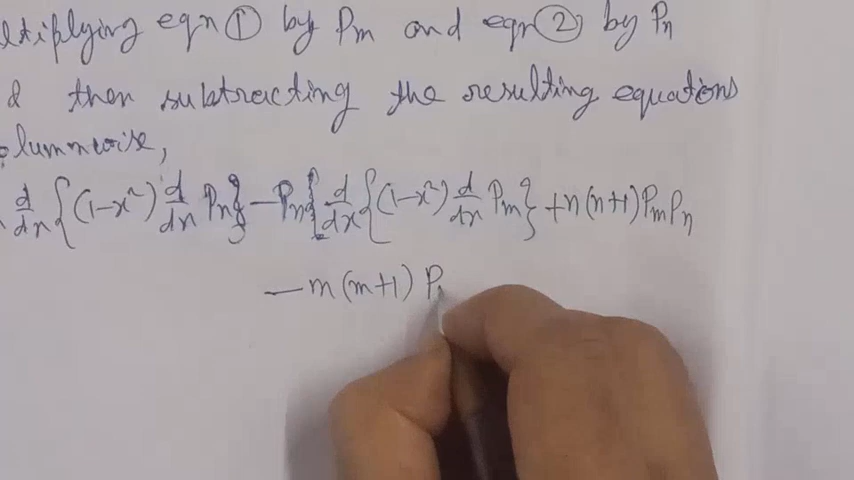 ltiplying eqn ① by Pm and eqn ② by Pn
& then subtracting the resulting equations
olumnwise,
d/dx {(1-x²) d/dx Pn} - Pn { d/dx {(1-x²) d/dx Pm} + n(n+1) Pm Pn
- m(m+1) P